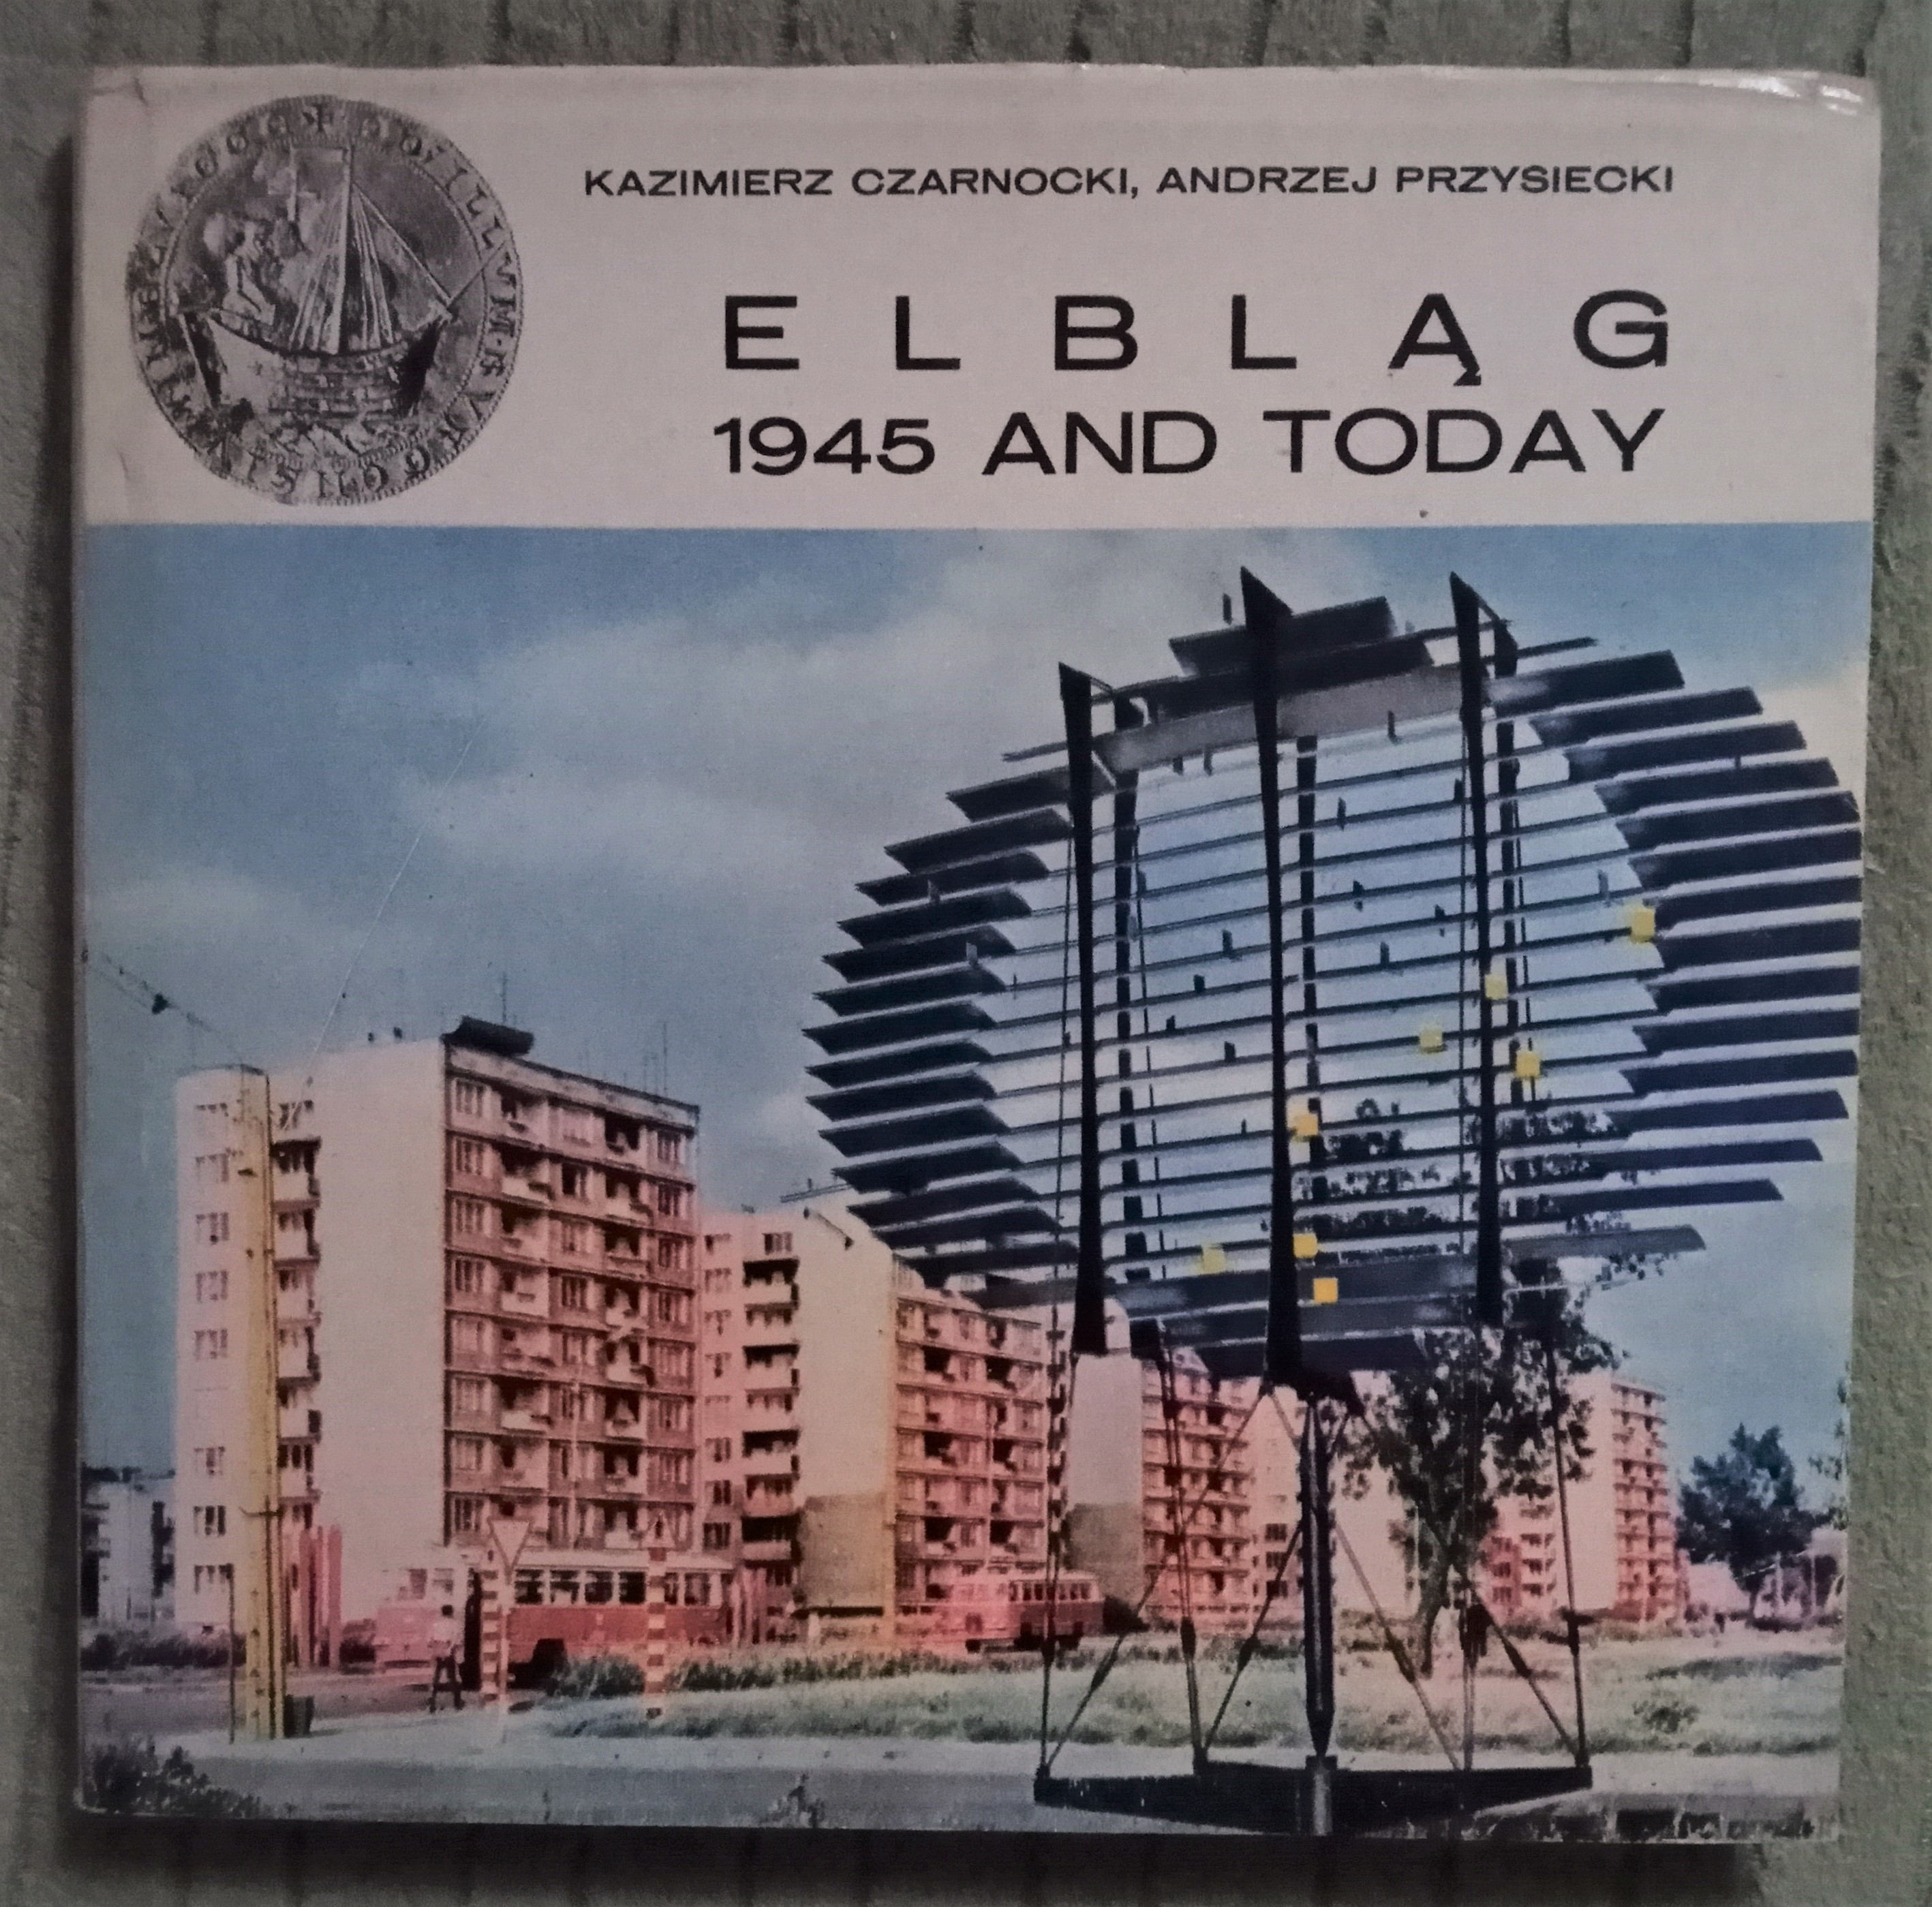 KAZIMIERZ CZARNOCKI, ANDRZEJ PRZYSIECKI
ELBLĄG
1945 AND TODAY